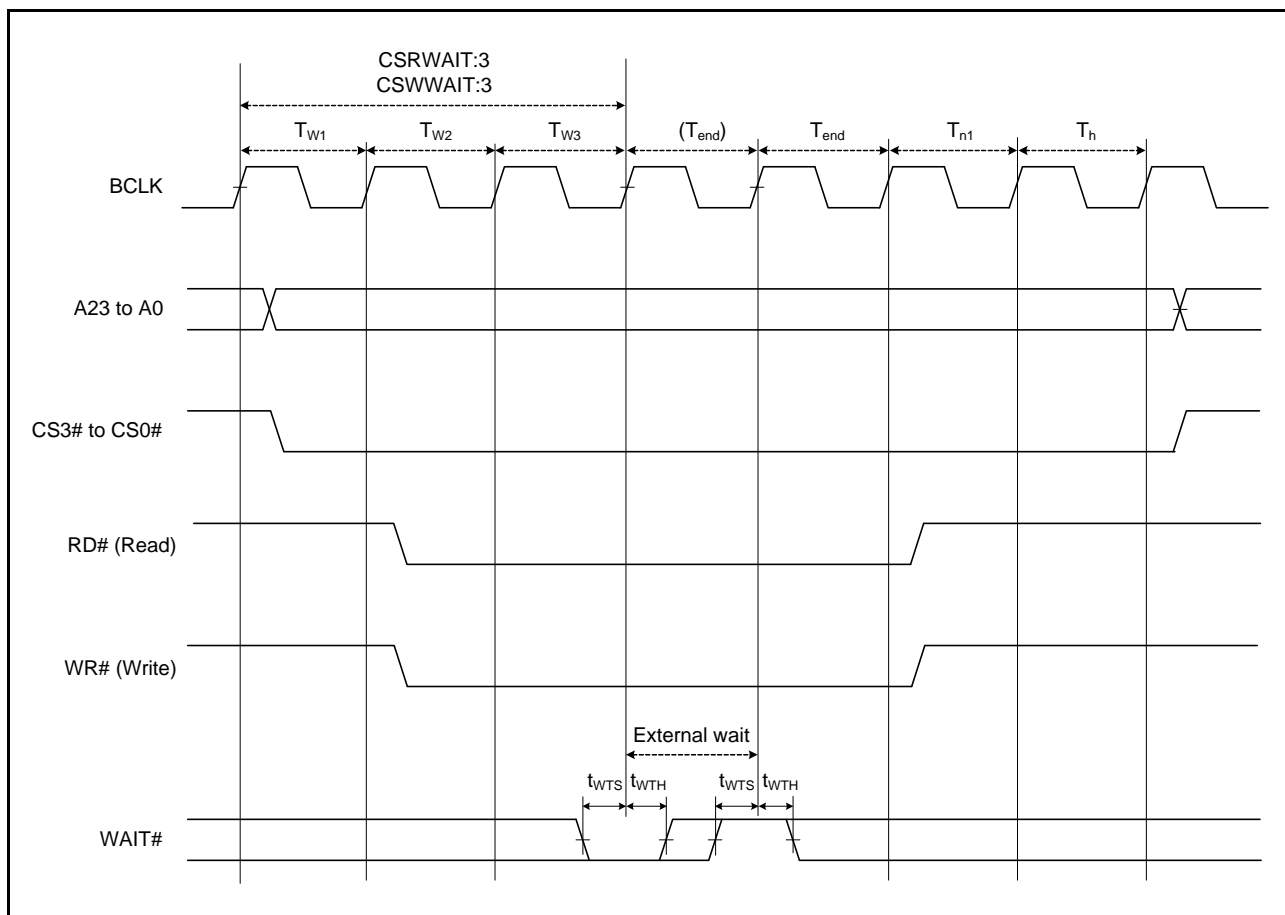 CSRWAIT:3
CSWWAIT:3
TW1 TW2 TW3 (Tend) Tend Tn1 Th
BCLK
A23 to A0
CS3# to CS0#
RD# (Read)
WR# (Write)
External wait
tWTS tWTH tWTS tWTH
WAIT#